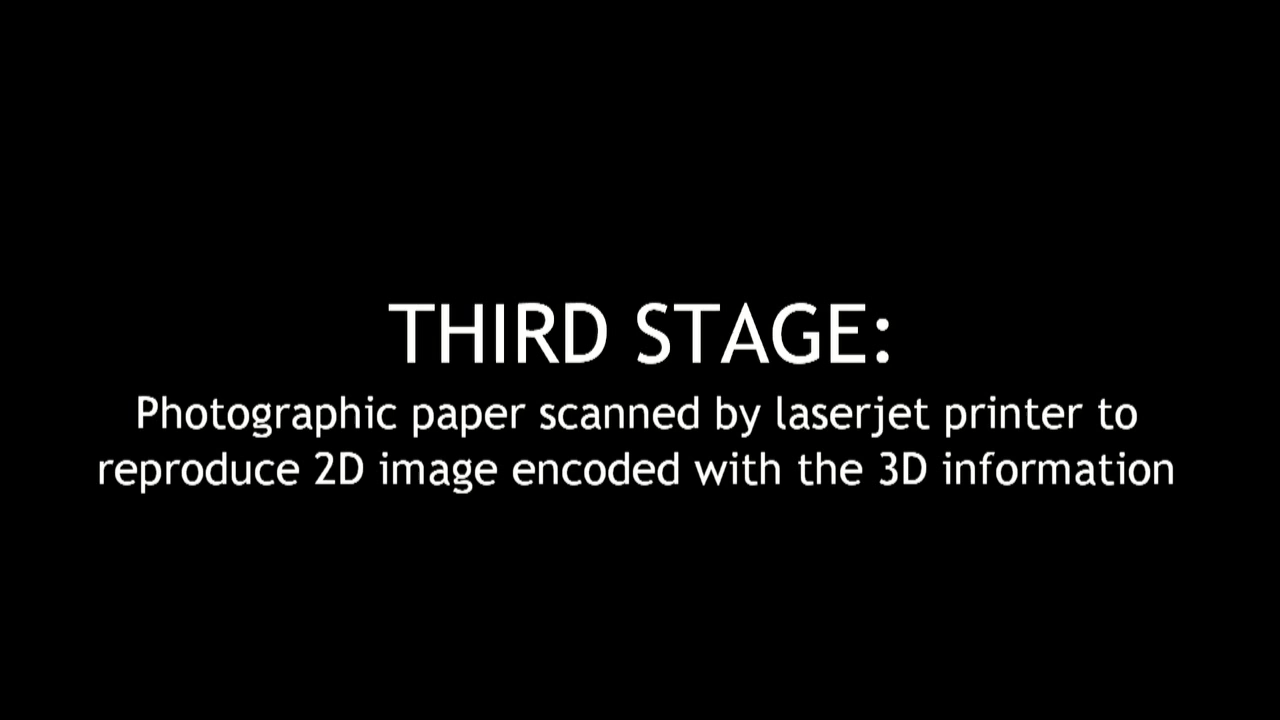 THIRD STAGE:
Photographic paper scanned by laserjet printer to
reproduce 2D image encoded with the 3D information